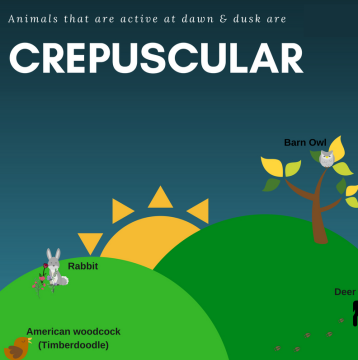 Animals that are active at dawn & dusk are
CREPUSCULAR
Barn Owl
Rabbit
Deer
American woodcock
(Timberdoodle)